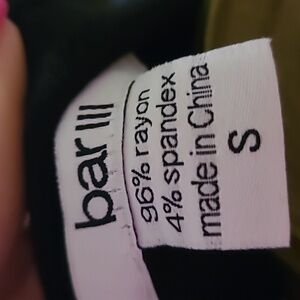 bar III
96% rayon
4% spandex
made in China
S